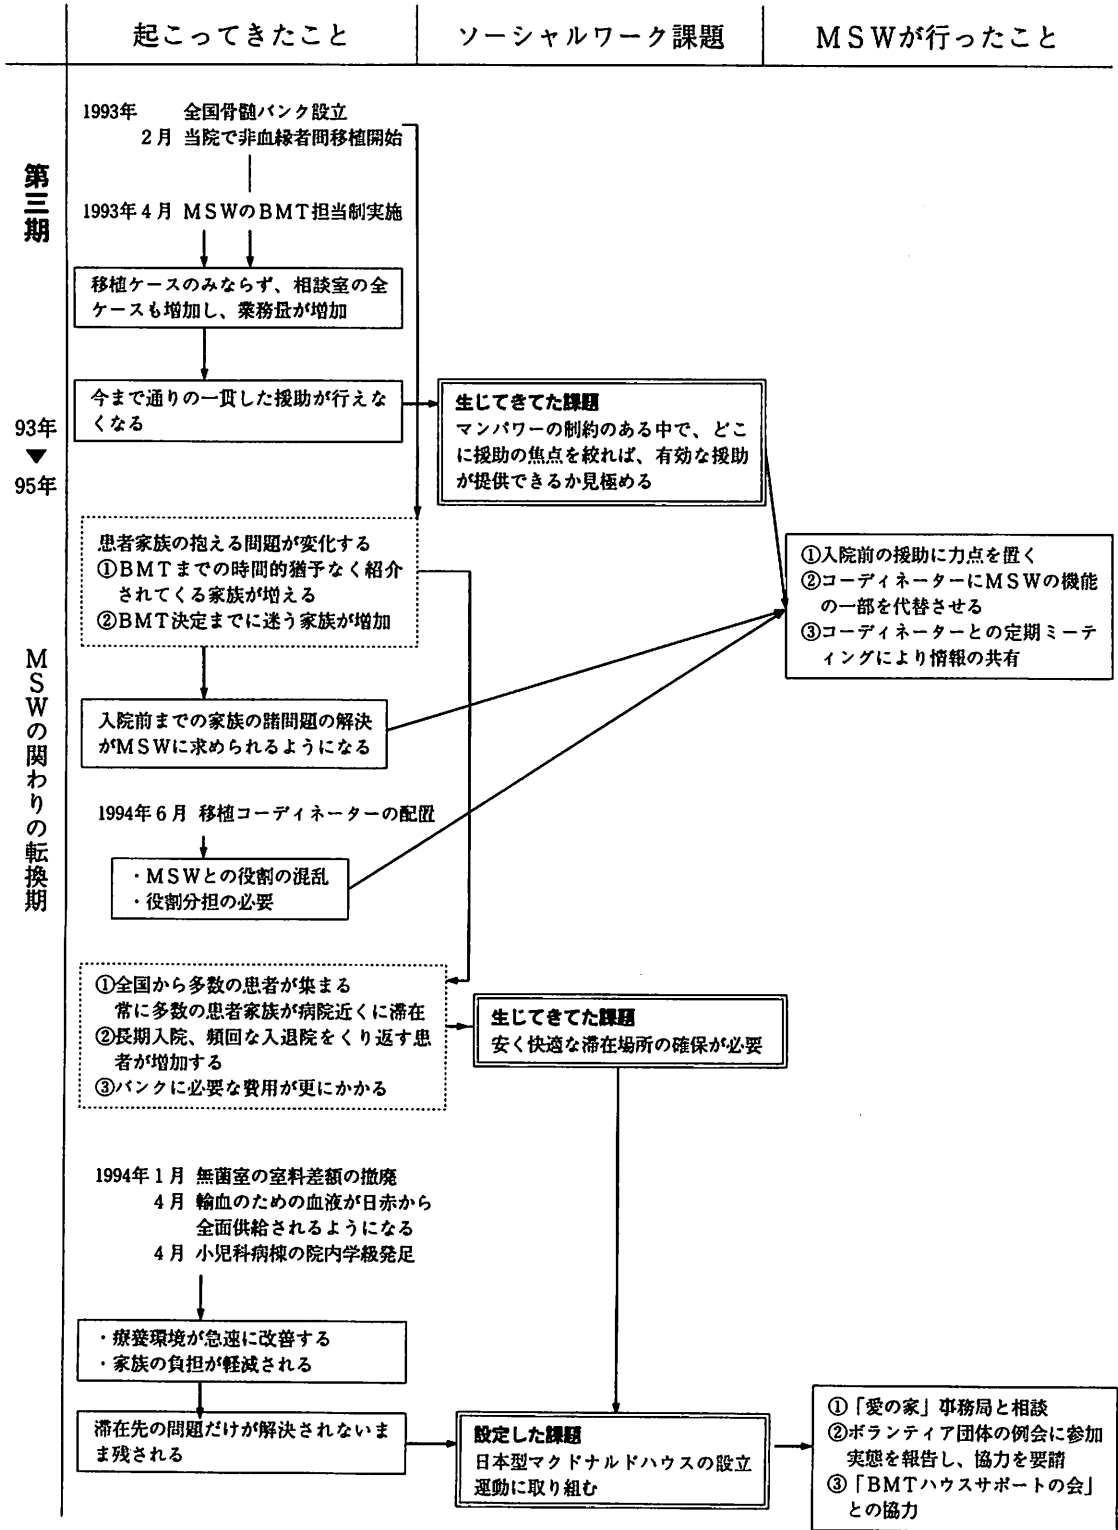 起こってきたこと
ソーシャルワーク課題
MSWが行ったこと
第三期
93年
▼
95年
MSWの関わりの転換期
1993年 全国骨髄バンク設立
2月 当院で非血縁者間移植開始
1993年4月 MSWのBMT担当制実施
移植ケースのみならず、相談室の全
ケースも増加し、業務量が増加
今まで通りの一貫した援助が行えな
くなる
生じてきてた課題
マンパワーの制約のある中で、どこ
に援助の焦点を絞れば、有効な援助
が提供できるか見極める
患者家族の抱える問題が変化する
①BMTまでの時間的猶予なく紹介
されてくる家族が増える
②BMT決定までに迷う家族が増加
①入院前の援助に力点を置く
②コーディネーターにMSWの機能
の一部を代替させる
③コーディネーターとの定期ミーテ
ィングにより情報の共有
入院前までの家族の諸問題の解決
がMSWに求められるようになる
1994年6月 移植コーディネーターの配置
・MSWとの役割の混乱
・役割分担の必要
①全国から多数の患者が集まる
常に多数の患者家族が病院近くに滞在
②長期入院、頻回な入退院をくり返す患
者が増加する
③バンクに必要な費用が更にかかる
生じてきてた課題
安く快適な滞在場所の確保が必要
1994年1月 無菌室の室料差額の撤廃
4月 輸血のための血液が日赤から
全面供給されるようになる
4月 小児科病棟の院内学級発足
・療養環境が急速に改善する
・家族の負担が軽減される
滞在先の問題だけが解決されないま
ま残される
設定した課題
日本型マクドナルドハウスの設立
運動に取り組む
①「愛の家」事務局と相談
②ボランティア団体の例会に参加
実態を報告し、協力を要請
③「BMTハウスサポートの会」
との協力